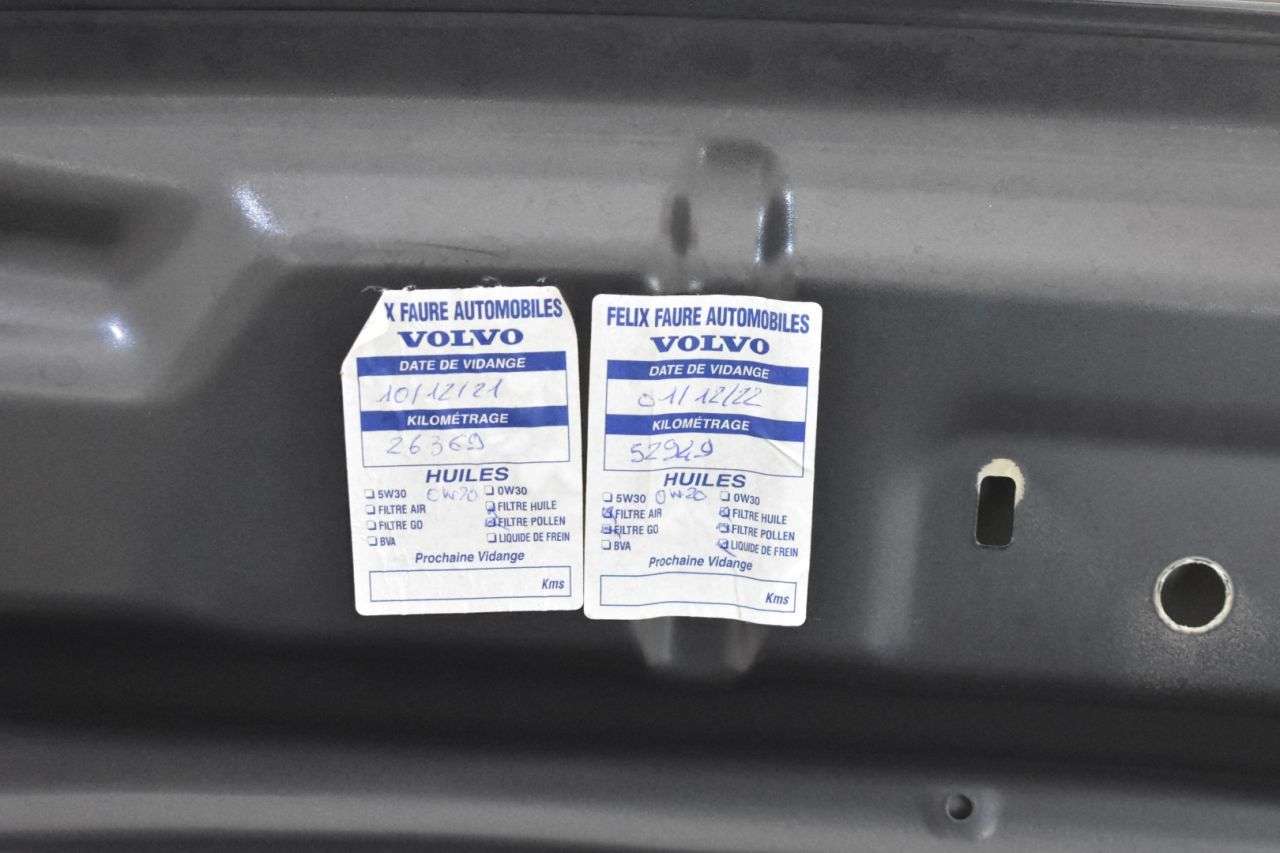 X FAURE AUTOMOBILES
VOLVO
DATE DE VIDANGE
10/12/21
KILOMÉTRAGE
26369
HUILES
5W30 0W20 0W30
FILTRE AIR FILTRE HUILE
FILTRE GO FILTRE POLLEN
BVA LIQUIDE DE FREIN
Prochaine Vidange
Kms
FELIX FAURE AUTOMOBILES
VOLVO
DATE DE VIDANGE
01/12/22
KILOMÉTRAGE
52949
HUILES
5W30 0W20 0W30
FILTRE AIR FILTRE HUILE
FILTRE GO FILTRE POLLEN
BVA LIQUIDE DE FREIN
Prochaine Vidange
Kms